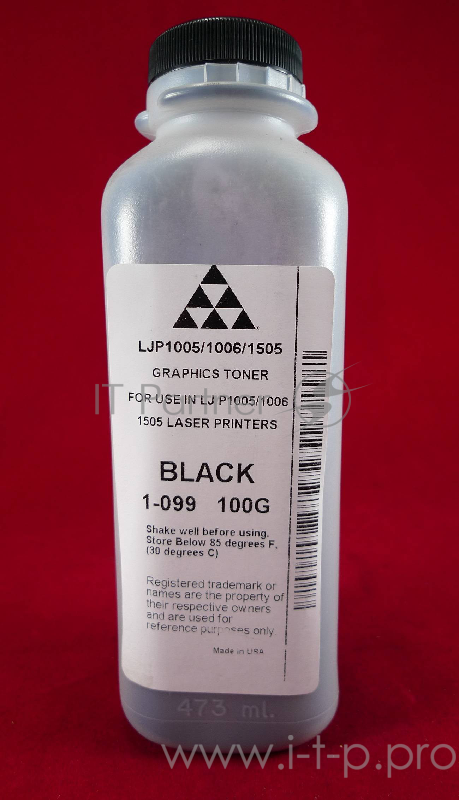 LJP1005/1006/1505
GRAPHICS TONER
IT Partner
FOR USE IN LJ P1005/1006
1505 LASER PRINTERS
BLACK
1-099 100G
Shake well before using.
Store Below 85 degrees F,
(30 degrees C)
Registered trademark or
names are the property of
their respective owners
and are used for
reference purposes only.
Made in USA
473 ml.
www.i-t-p.pro